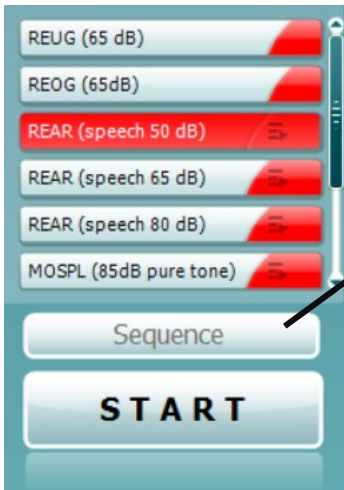 REUG (65 dB)
REOG (65dB)
REAR (speech 50 dB)
REAR (speech 65 dB)
REAR (speech 80 dB)
MOSPL (85dB pure tone)
Sequence
START